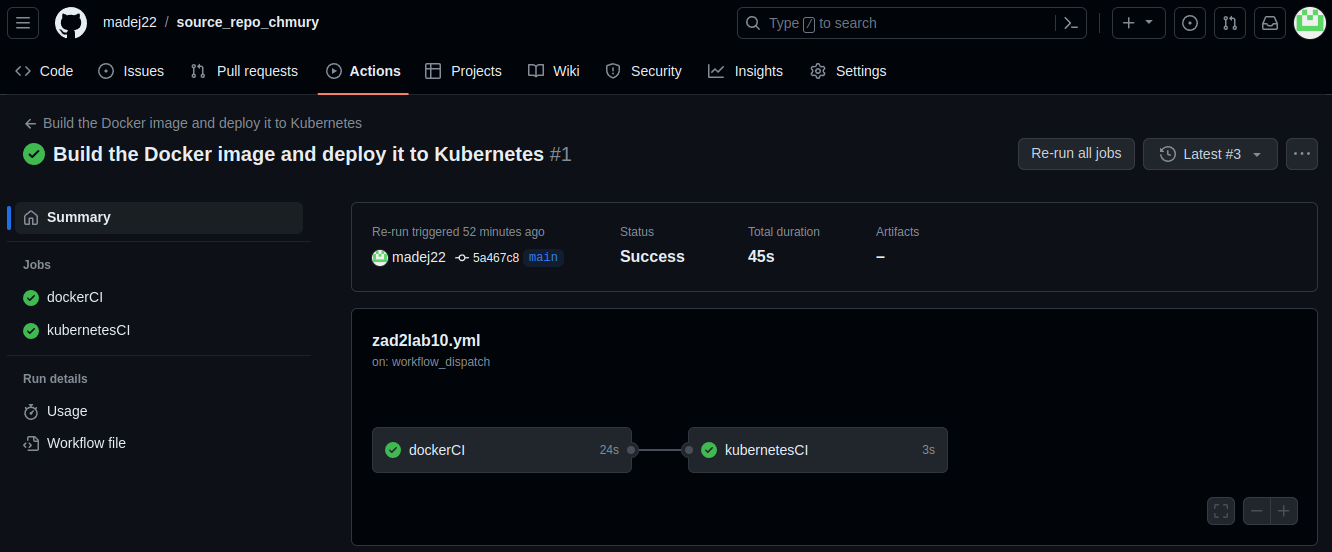 madej22 / source_repo_chmury
Type / to search
Code Issues Pull requests Actions Projects Wiki Security Insights Settings
Build the Docker image and deploy it to Kubernetes
Build the Docker image and deploy it to Kubernetes #1
Re-run all jobs Latest #3
Summary
Jobs
dockerCI
kubernetesCI
Run details
Usage
Workflow file
Re-run triggered 52 minutes ago Status Total duration Artifacts
madej22 5a467c8 main Success 45s –
zad2lab10.yml
on: workflow_dispatch
dockerCI 24s kubernetesCI 3s